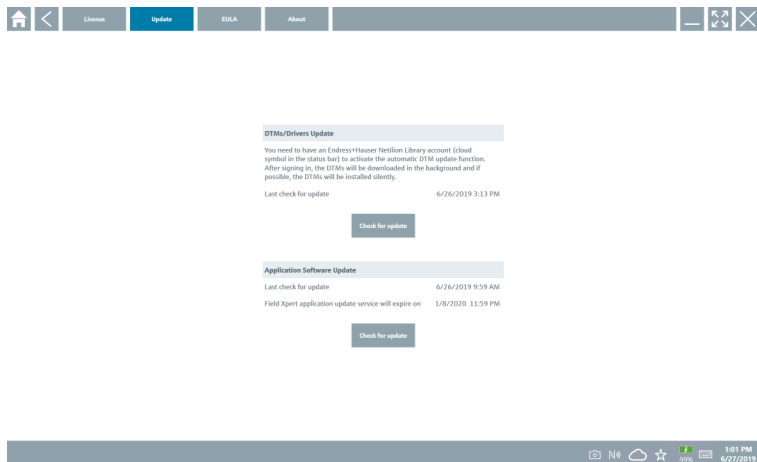 License Update EULA About
DTMs/Drivers Update
You need to have an Endress+Hauser Netilion Library account (cloud
symbol in the status bar) to activate the automatic DTM update function.
After signing in, the DTMs will be downloaded in the background and if
possible, the DTMs will be installed silently.
Last check for update 6/26/2019 3:13 PM
Check for update
Application Software Update
Last check for update 6/26/2019 9:59 AM
Field Xpert application update service will expire on 1/8/2020 11:59 PM
Check for update
99% 1:01 PM
6/27/2019